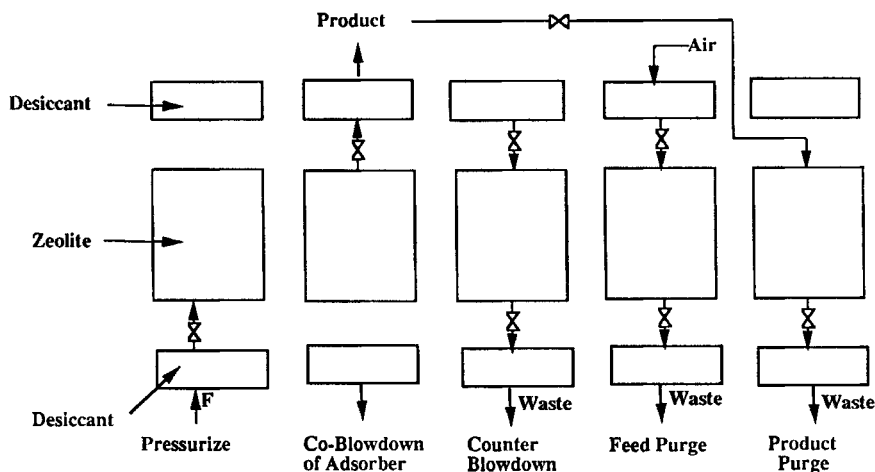 Product
Air
Desiccant
Zeolite
F
Waste
Waste
Waste
Desiccant
Pressurize
Co-Blowdown
of Adsorber
Counter
Blowdown
Feed Purge
Product
Purge